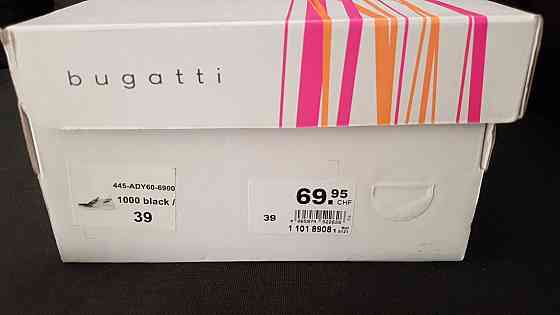 bugatti
445-ADY60-6900
1000 black /
39
69.95
CHF
39
1 101 8908